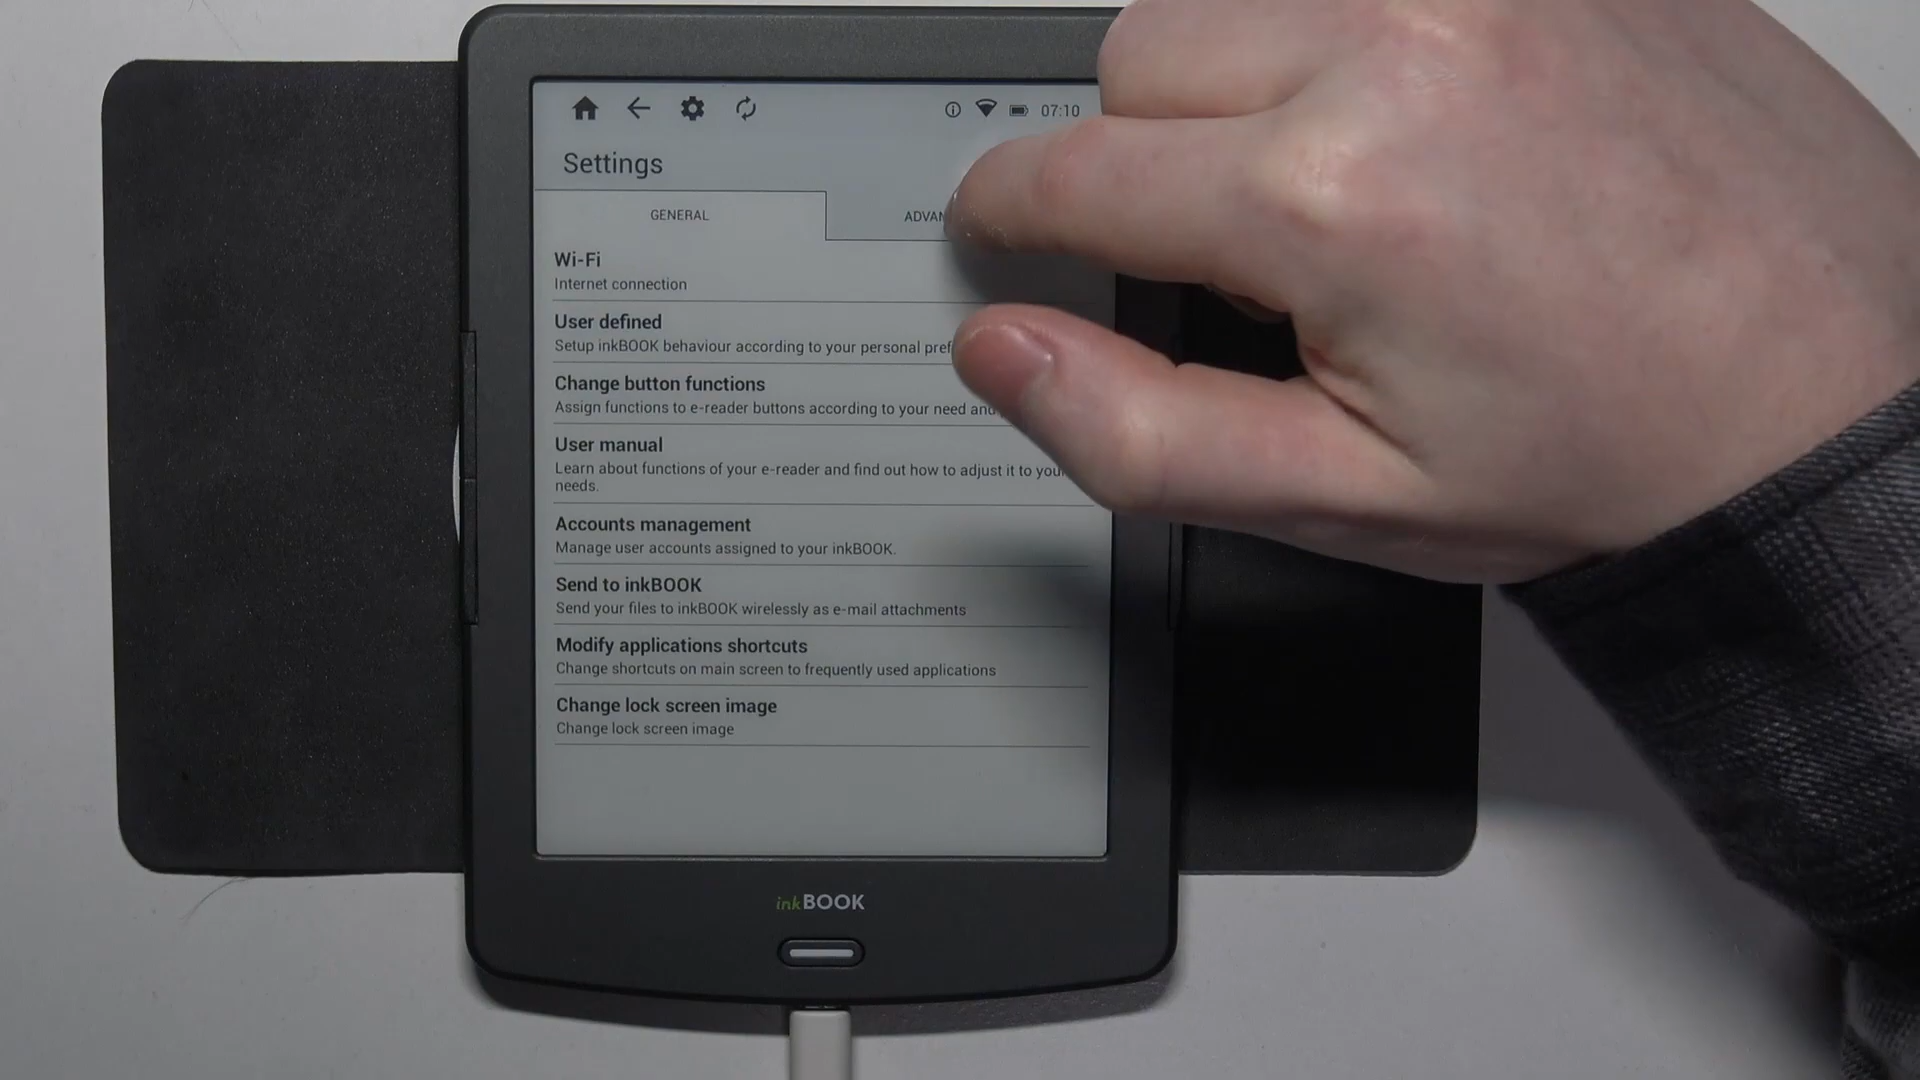 07:10
Settings
GENERAL
Wi-Fi
Internet connection
User defined
Setup inkBOOK behaviour according to your personal
Change button functions
Assign functions to e-reader buttons according to your need and
User manual
Learn about functions of your e-reader and find out how to adjust it to your
needs.
Accounts management
Manage user accounts assigned to your inkBOOK.
Send to inkBOOK
Send your files to inkBOOK wirelessly as e-mail attachments
Modify applications shortcuts
Change shortcuts on main screen to frequently used applications
Change lock screen image
Change lock screen image
inkBOOK